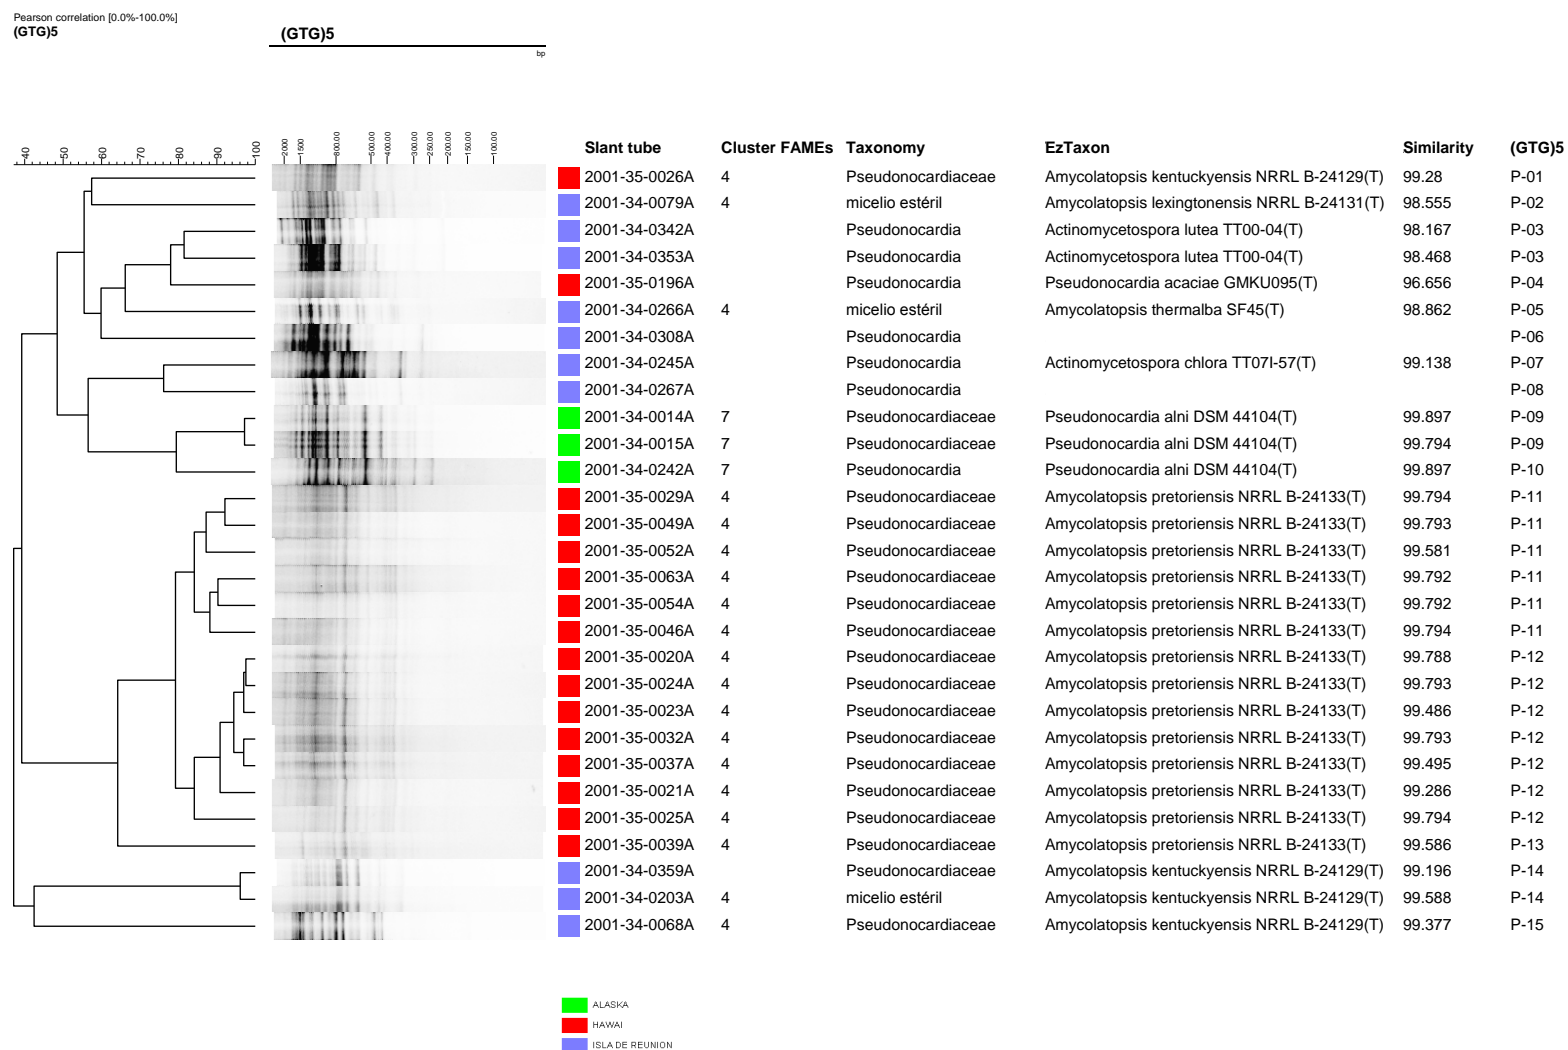 Pearson correlation [0.0%-100.0%]
(GTG)5 (GTG)5
bp
40 50 60 70 80 90 100 2000 1500 800.00 500.00 400.00 300.00 250.00 200.00 150.00 100.00
Slant tube Cluster FAMEs Taxonomy EzTaxon Similarity (GTG)5
2001-35-0026A 4 Pseudonocardiaceae Amycolatopsis kentuckyensis NRRL B-24129(T) 99.28 P-01
2001-34-0079A 4 micelio estéril Amycolatopsis lexingtonensis NRRL B-24131(T) 98.555 P-02
2001-34-0342A Pseudonocardia Actinomycetospora lutea TT00-04(T) 98.167 P-03
2001-34-0353A Pseudonocardia Actinomycetospora lutea TT00-04(T) 98.468 P-03
2001-35-0196A Pseudonocardia Pseudonocardia acaciae GMKU095(T) 96.656 P-04
2001-34-0266A 4 micelio estéril Amycolatopsis thermalba SF45(T) 98.862 P-05
2001-34-0308A Pseudonocardia P-06
2001-34-0245A Pseudonocardia Actinomycetospora chlora TT07I-57(T) 99.138 P-07
2001-34-0267A Pseudonocardia P-08
2001-34-0014A 7 Pseudonocardiaceae Pseudonocardia alni DSM 44104(T) 99.897 P-09
2001-34-0015A 7 Pseudonocardiaceae Pseudonocardia alni DSM 44104(T) 99.794 P-09
2001-34-0242A 7 Pseudonocardia Pseudonocardia alni DSM 44104(T) 99.897 P-10
2001-35-0029A 4 Pseudonocardiaceae Amycolatopsis pretoriensis NRRL B-24133(T) 99.794 P-11
2001-35-0049A 4 Pseudonocardiaceae Amycolatopsis pretoriensis NRRL B-24133(T) 99.793 P-11
2001-35-0052A 4 Pseudonocardiaceae Amycolatopsis pretoriensis NRRL B-24133(T) 99.581 P-11
2001-35-0063A 4 Pseudonocardiaceae Amycolatopsis pretoriensis NRRL B-24133(T) 99.792 P-11
2001-35-0054A 4 Pseudonocardiaceae Amycolatopsis pretoriensis NRRL B-24133(T) 99.792 P-11
2001-35-0046A 4 Pseudonocardiaceae Amycolatopsis pretoriensis NRRL B-24133(T) 99.794 P-11
2001-35-0020A 4 Pseudonocardiaceae Amycolatopsis pretoriensis NRRL B-24133(T) 99.788 P-12
2001-35-0024A 4 Pseudonocardiaceae Amycolatopsis pretoriensis NRRL B-24133(T) 99.793 P-12
2001-35-0023A 4 Pseudonocardiaceae Amycolatopsis pretoriensis NRRL B-24133(T) 99.486 P-12
2001-35-0032A 4 Pseudonocardiaceae Amycolatopsis pretoriensis NRRL B-24133(T) 99.793 P-12
2001-35-0037A 4 Pseudonocardiaceae Amycolatopsis pretoriensis NRRL B-24133(T) 99.495 P-12
2001-35-0021A 4 Pseudonocardiaceae Amycolatopsis pretoriensis NRRL B-24133(T) 99.286 P-12
2001-35-0025A 4 Pseudonocardiaceae Amycolatopsis pretoriensis NRRL B-24133(T) 99.794 P-12
2001-35-0039A 4 Pseudonocardiaceae Amycolatopsis pretoriensis NRRL B-24133(T) 99.586 P-13
2001-34-0359A Pseudonocardiaceae Amycolatopsis kentuckyensis NRRL B-24129(T) 99.196 P-14
2001-34-0203A 4 micelio estéril Amycolatopsis kentuckyensis NRRL B-24129(T) 99.588 P-14
2001-34-0068A 4 Pseudonocardiaceae Amycolatopsis kentuckyensis NRRL B-24129(T) 99.377 P-15
ALASKA
HAWAI
ISLA DE REUNION